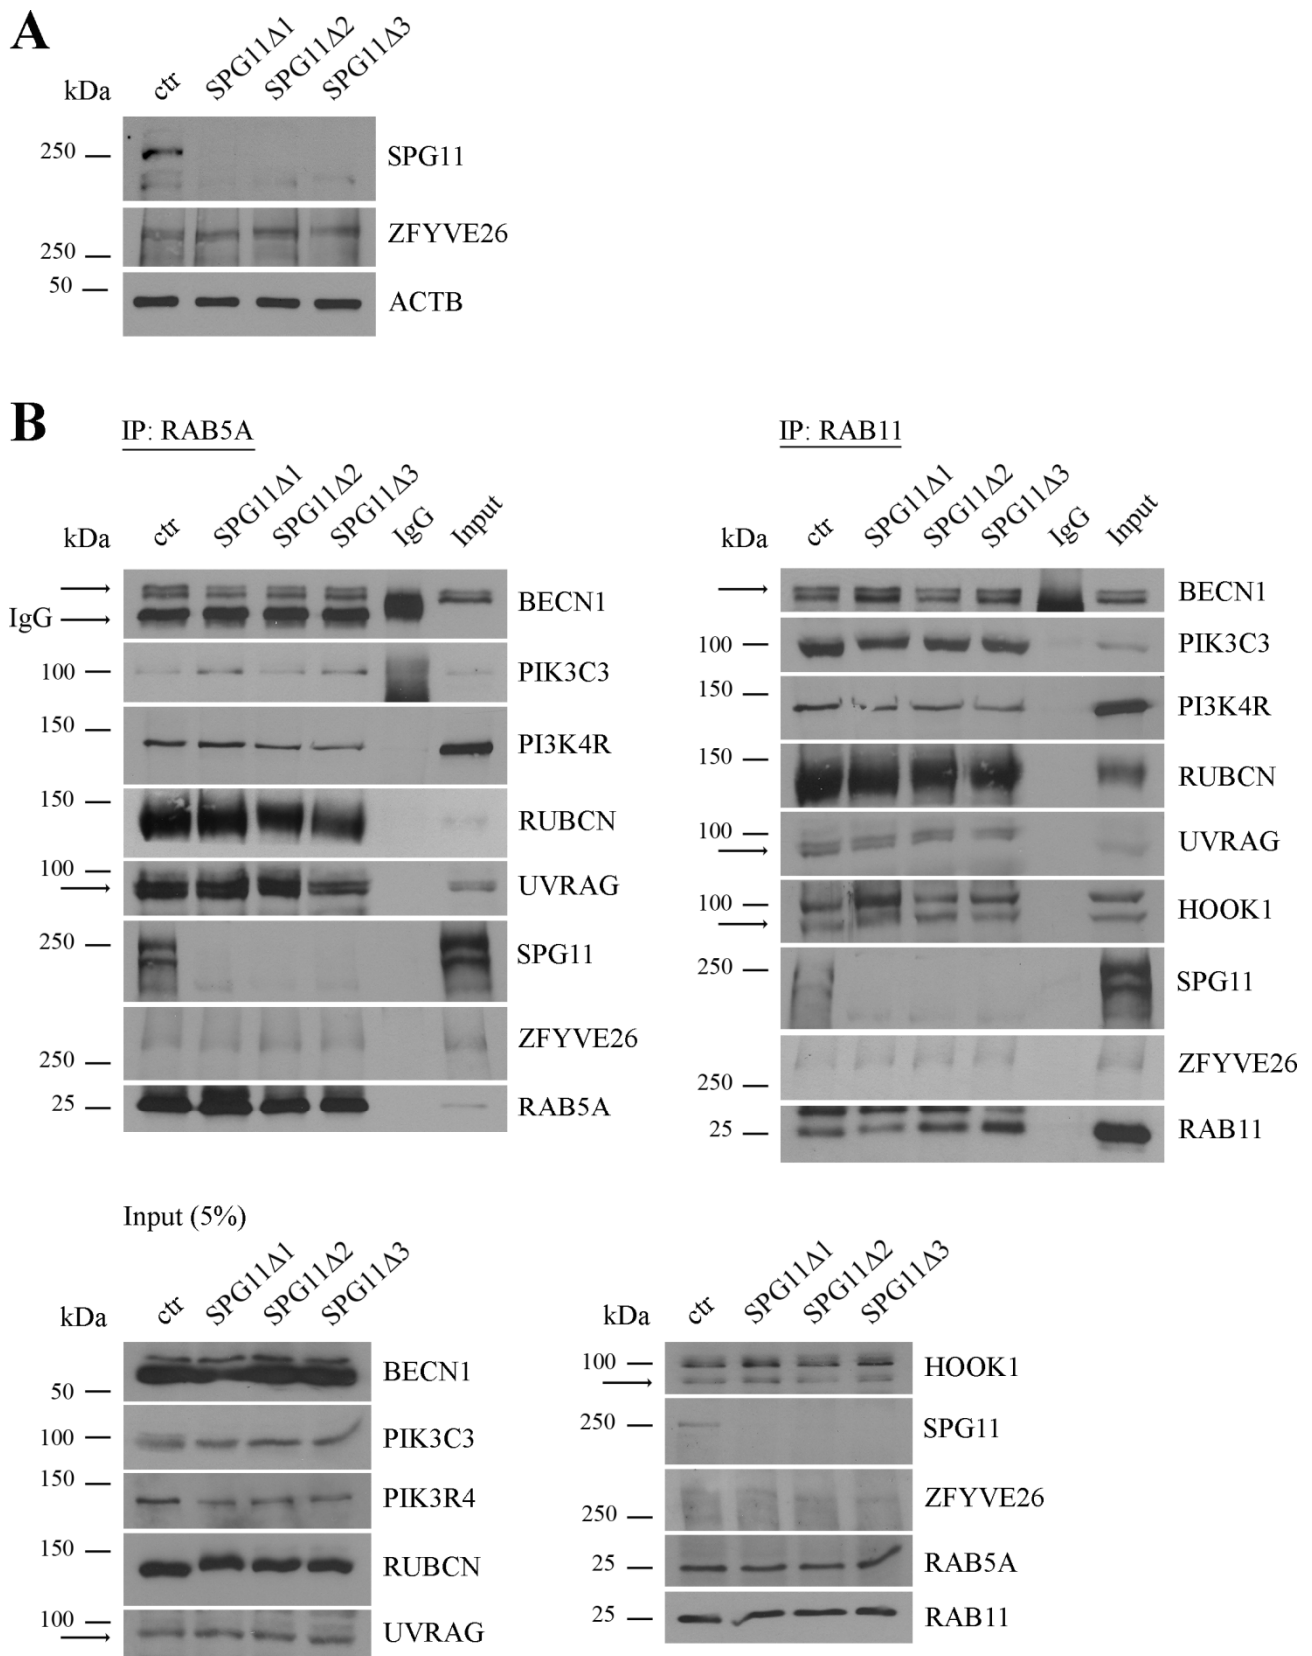 A
kDa
ctr
SPG11Δ1
SPG11Δ2
SPG11Δ3
250
SPG11
ZFYVE26
250
50
ACTB
B
IP: RAB5A
kDa
ctr
SPG11Δ1
SPG11Δ2
SPG11Δ3
IgG
Input
BECN1
IgG
100
PIK3C3
150
PI3K4R
150
RUBCN
100
UVRAG
250
SPG11
ZFYVE26
250
25
RAB5A
IP: RAB11
kDa
ctr
SPG11Δ1
SPG11Δ2
SPG11Δ3
IgG
Input
BECN1
100
PIK3C3
150
PI3K4R
150
RUBCN
100
UVRAG
100
HOOK1
250
SPG11
ZFYVE26
250
25
RAB11
Input (5%)
kDa
ctr
SPG11Δ1
SPG11Δ2
SPG11Δ3
BECN1
50
100
PIK3C3
150
PIK3R4
150
RUBCN
100
UVRAG
kDa
ctr
SPG11Δ1
SPG11Δ2
SPG11Δ3
100
HOOK1
250
SPG11
ZFYVE26
250
25
RAB5A
25
RAB11